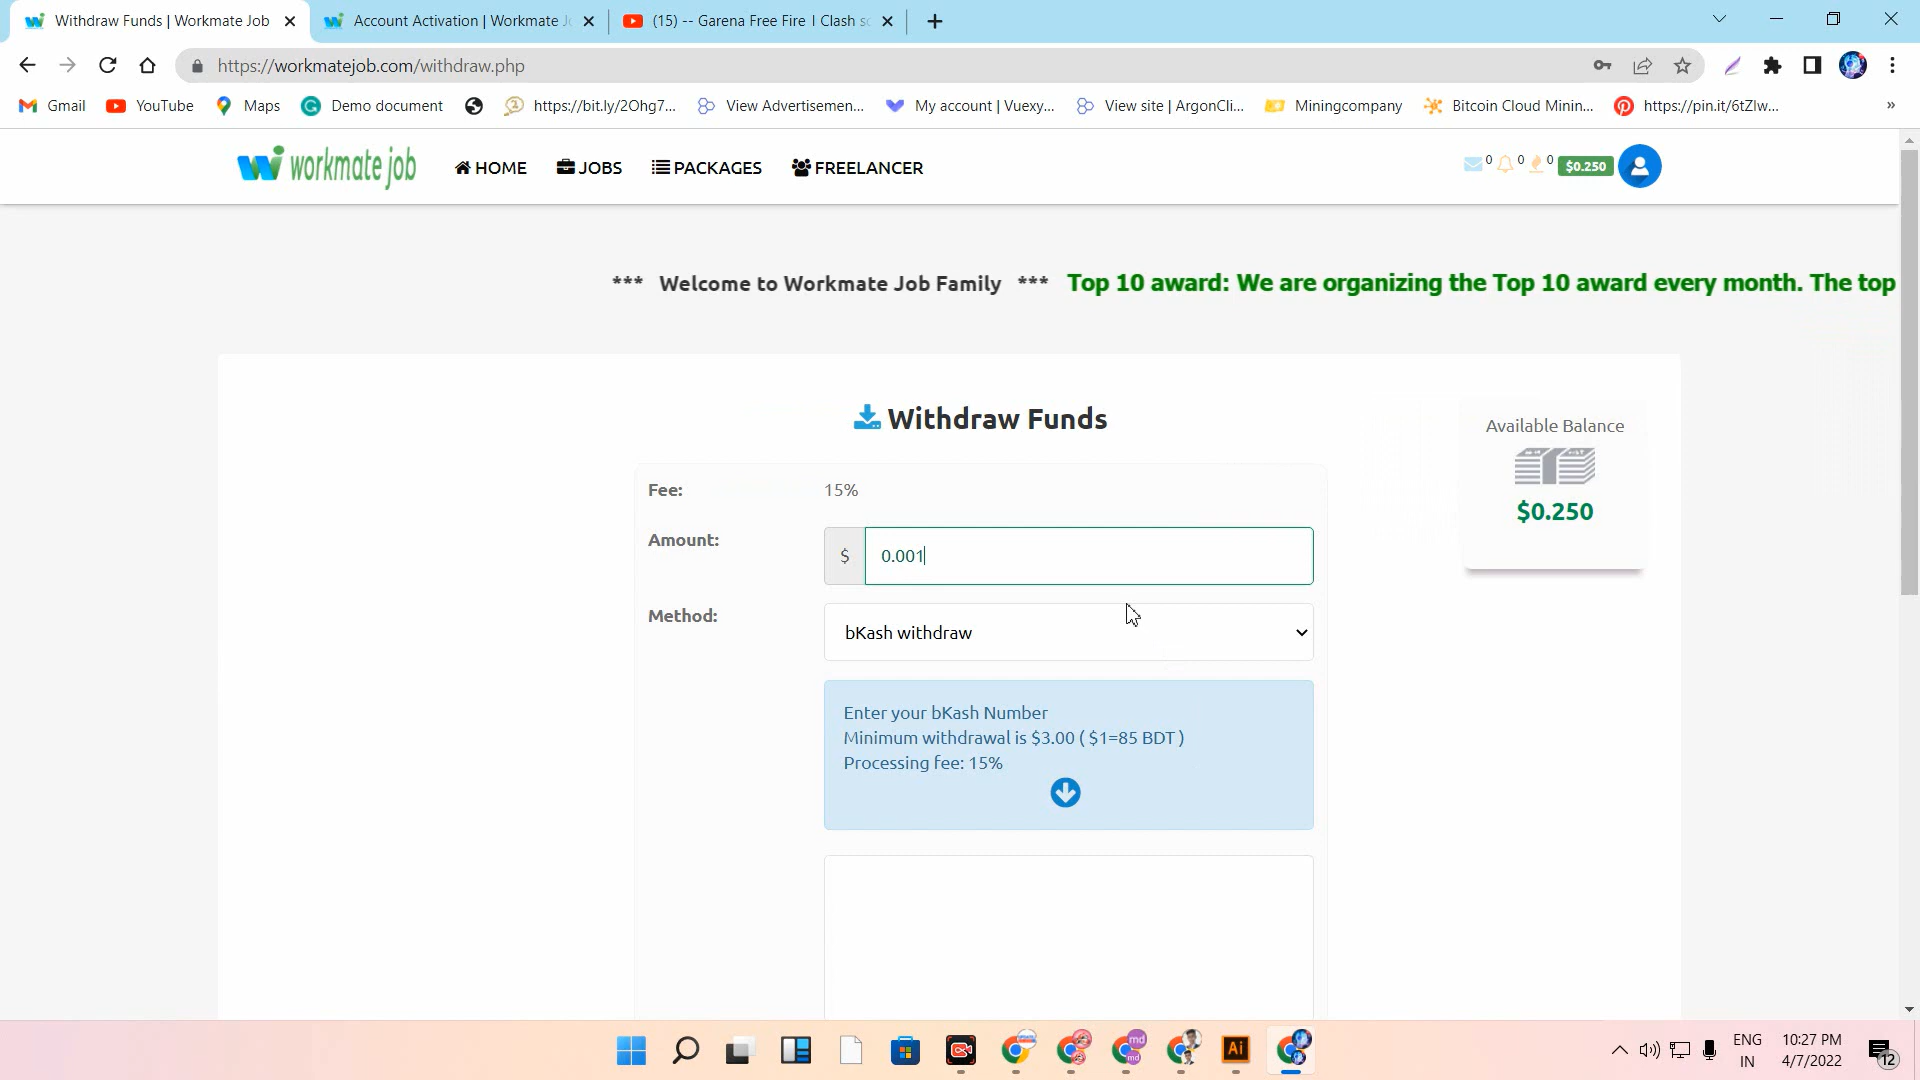 Withdraw Funds | Workmate Job
Account Activation | Workmate Jo
(15) -- Garena Free Fire । Clash sq
https://workmatejob.com/withdraw.php
Gmail
YouTube
Maps
Demo document
https://bit.ly/2Ohg7...
View Advertisemen...
My account | Vuexy...
View site | ArgonCli...
Miningcompany
Bitcoin Cloud Minin...
https://pin.it/6tZlw...
»
workmate job
HOME
JOBS
PACKAGES
FREELANCER
0
0
0
$0.250
*** Welcome to Workmate Job Family *** Top 10 award: We are organizing the Top 10 award every month. The top
Withdraw Funds
Available Balance
$0.250
Fee: 15%
Amount: $ 0.001
Method: bKash withdraw
Enter your bKash Number
Minimum withdrawal is $3.00 ( $1=85 BDT )
Processing fee: 15%
md
md
Ai
ENG
IN
10:27 PM
4/7/2022
12